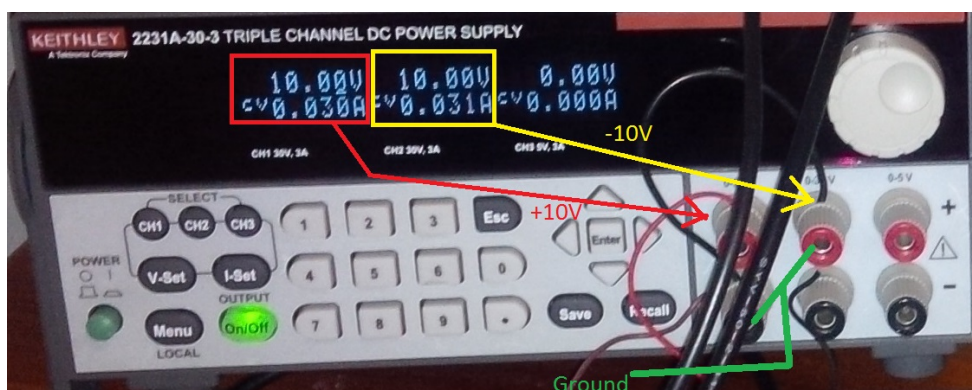 KEITHLEY 2231A-30-3 TRIPLE CHANNEL DC POWER SUPPLY
A Tektronix Company
10.00V 10.00V 0.00V
CV0.030A CV0.031A CV0.000A
-10V
CH1 30V, 3A CH2 30V, 3A CH3 5V, 3A
0-5 V
SELECT
CH1 CH2 CH3
1 2 3 Esc
+10V
+
Enter
POWER
V-Set I-Set
4 5 6 0
-
OUTPUT
Menu On/Off
7 8 9 •
Save Recall
LOCAL
Ground